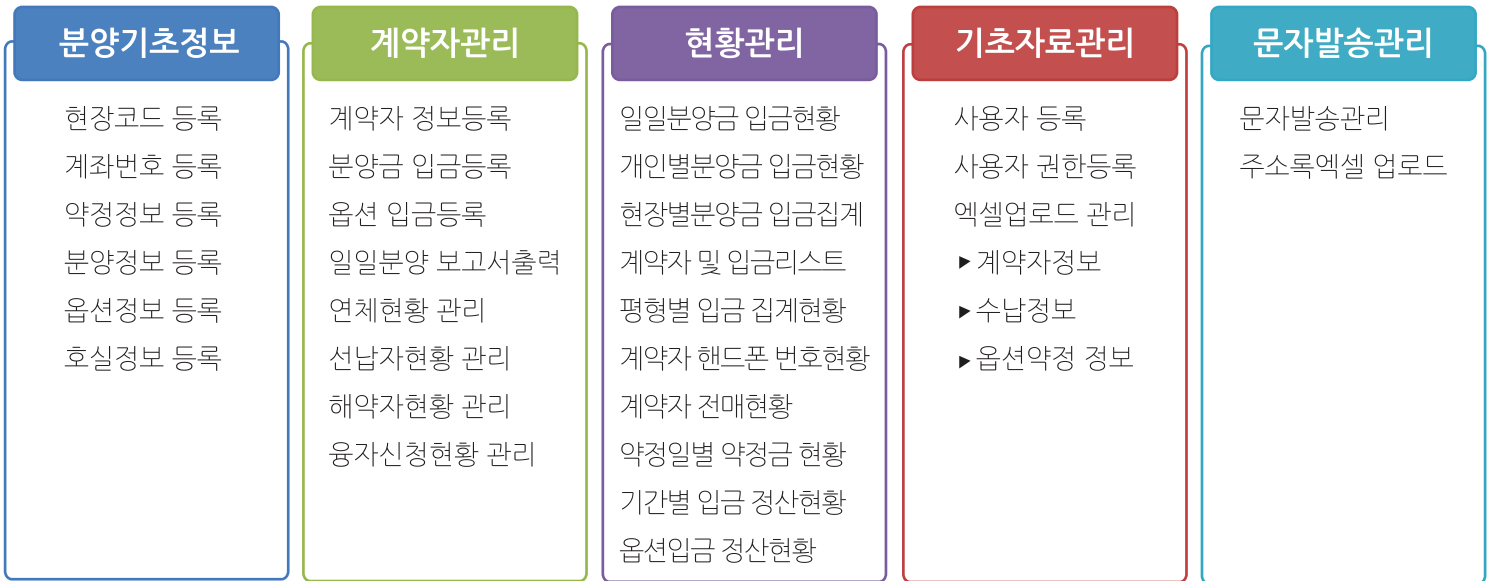 분양기초정보
현장코드 등록
계좌번호 등록
약정정보 등록
분양정보 등록
옵션정보 등록
호실정보 등록
계약자관리
계약자 정보등록
분양금 입금등록
옵션 입금등록
일일분양 보고서출력
연체현황 관리
선납자현황 관리
해약자현황 관리
융자신청현황 관리
현황관리
일일분양금 입금현황
개인별분양금 입금현황
현장별분양금 입금집계
계약자 및 입금리스트
평형별 입금 집계현황
계약자 핸드폰 번호현황
계약자 전매현황
약정일별 약정금 현황
기간별 입금 정산현황
옵션입금 정산현황
기초자료관리
사용자 등록
사용자 권한등록
엑셀업로드 관리
▶계약자정보
▶수납정보
▶옵션약정 정보
문자발송관리
문자발송관리
주소록엑셀 업로드